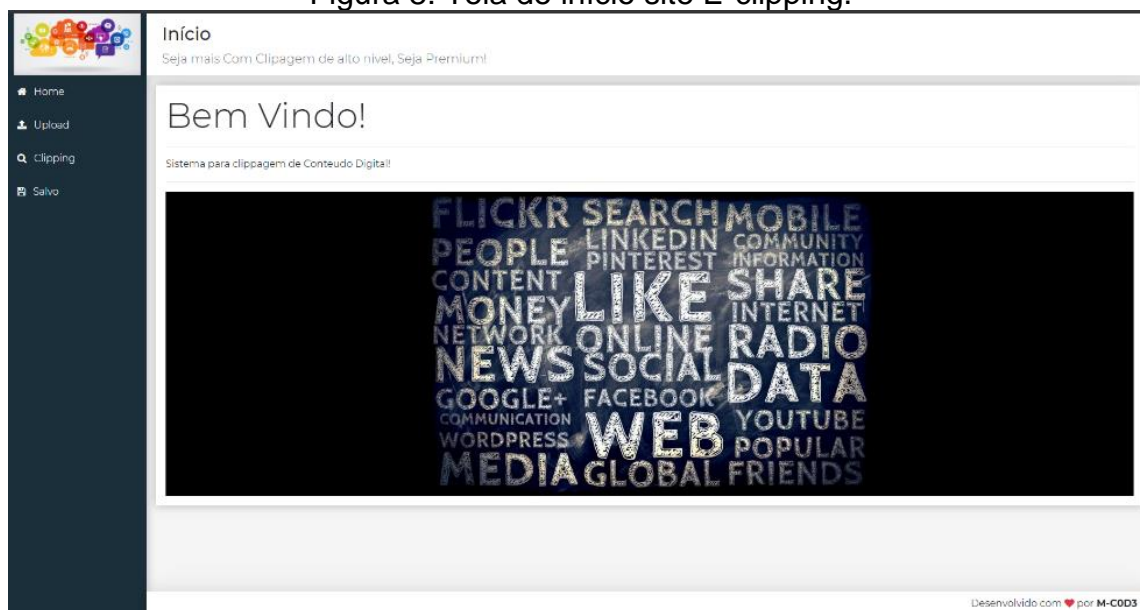 Início
Seja mais Com Clipagem de alto nivel, Seja Premium!
Home
Upload
Clipping
Salvo
Bem Vindo!
Sistema para clippagem de Conteudo Digital!
FLICKR SEARCH MOBILE
PEOPLE LINKEDIN COMMUNITY
PINTEREST INFORMATION
CONTENT LIKE SHARE
MONEY INTERNET
NETWORK ONLINE RADIO
NEWS SOCIAL DATA
GOOGLE+ FACEBOOK
COMMUNICATION WEB YOUTUBE
WORDPRESS POPULAR
MEDIA GLOBAL FRIENDS
Desenvolvido com ❤ por M-C0D3